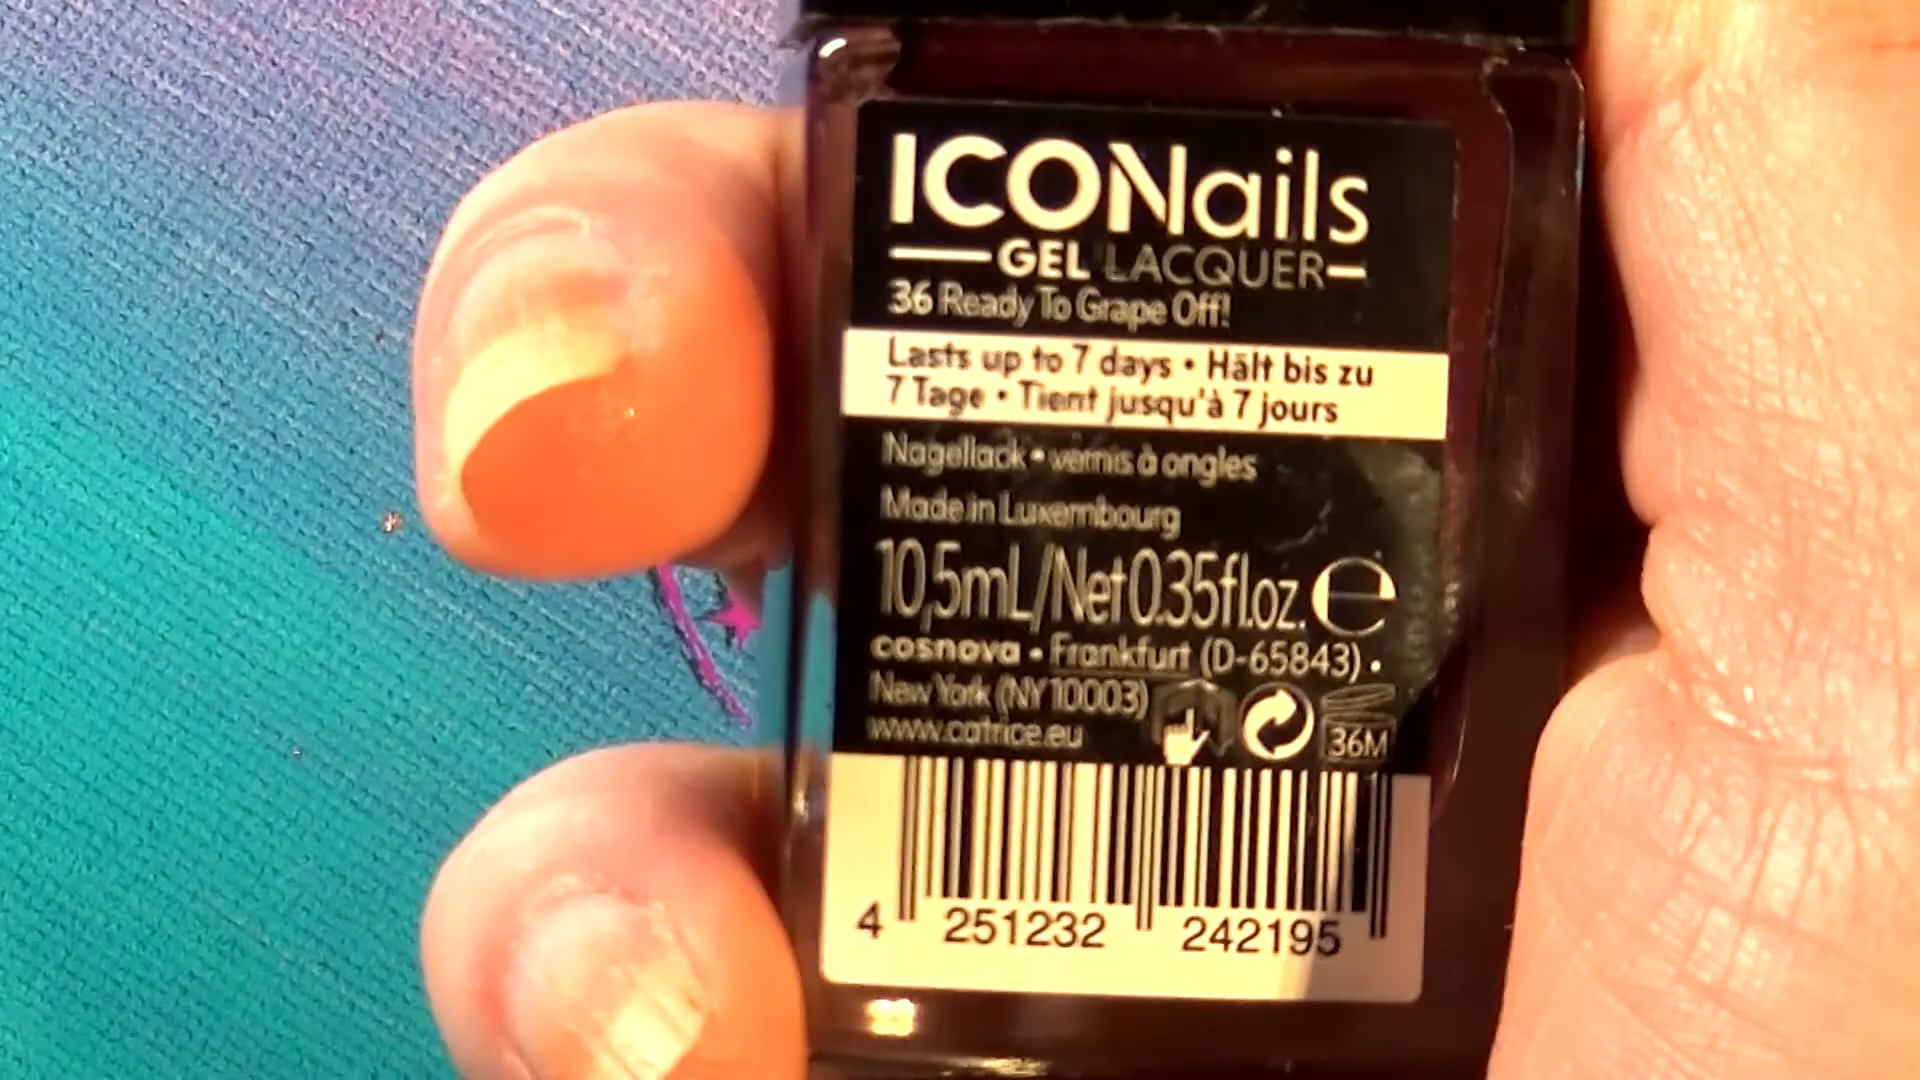 ICONails
GEL LACQUER
36 Ready To Grape Off!
Lasts up to 7 days • Hält bis zu
7 Tage • Tient jusqu'à 7 jours
Nagellack • vernis à ongles
Made in Luxembourg
10,5mL/Net 0.35fl.oz. e
cosnova • Frankfurt (D-65843) •
New York (NY 10003)
www.catrice.eu
36M
4 251232 242195